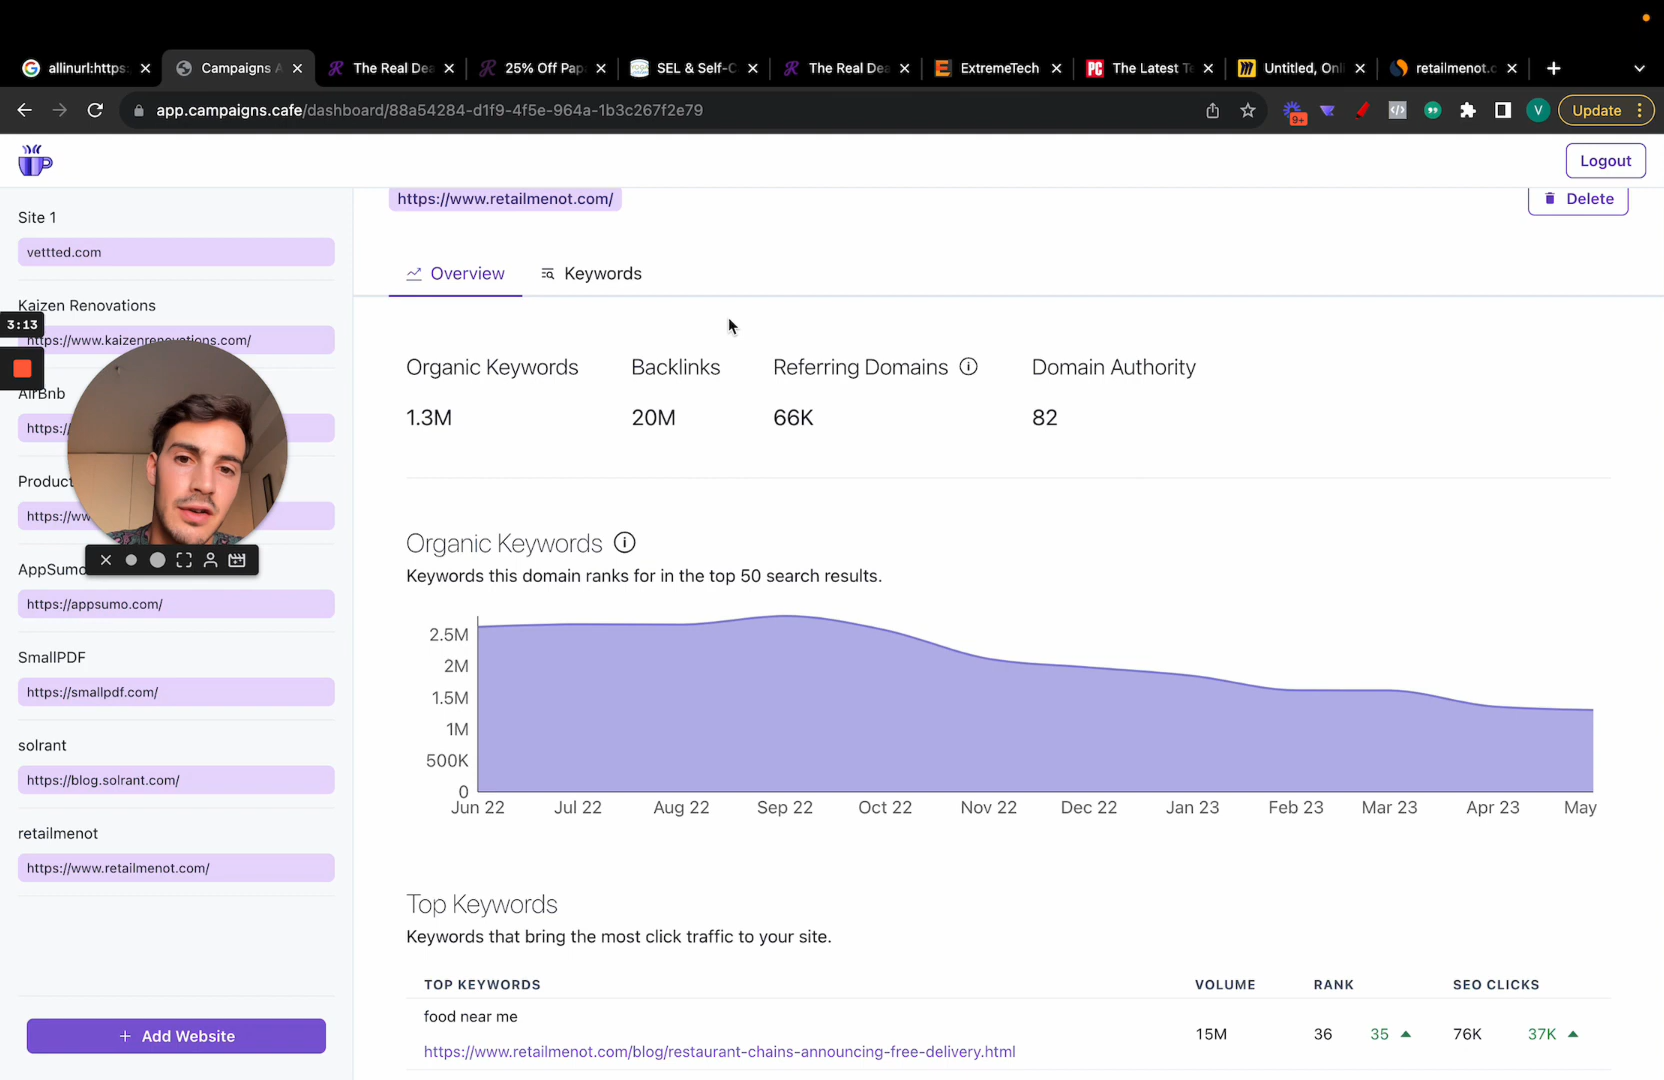 allinurl:https:
Campaigns A
The Real Dea
25% Off Pap
SEL & Self-C
The Real Dea
ExtremeTech
PC
The Latest Te
Untitled, Onl
retailmenot.c
app.campaigns.cafe/dashboard/88a54284-d1f9-4f5e-964a-1b3c267f2e79
9+
V
Update
Logout
https://www.retailmenot.com/
Delete
Overview
Keywords
Site 1
vettted.com
Kaizen Renovations
https://www.kaizenrenovations.com/
3:13
AirBnb
https:/
Product
https://ww
AppSumo
https://appsumo.com/
SmallPDF
https://smallpdf.com/
solrant
https://blog.solrant.com/
retailmenot
https://www.retailmenot.com/
+ Add Website
Organic Keywords Backlinks Referring Domains Domain Authority
1.3M 20M 66K 82
Organic Keywords
Keywords this domain ranks for in the top 50 search results.
2.5M
2M
1.5M
1M
500K
0
Jun 22 Jul 22 Aug 22 Sep 22 Oct 22 Nov 22 Dec 22 Jan 23 Feb 23 Mar 23 Apr 23 May
Top Keywords
Keywords that bring the most click traffic to your site.
TOP KEYWORDS VOLUME RANK SEO CLICKS
food near me
15M 36 35 76K 37K
https://www.retailmenot.com/blog/restaurant-chains-announcing-free-delivery.html